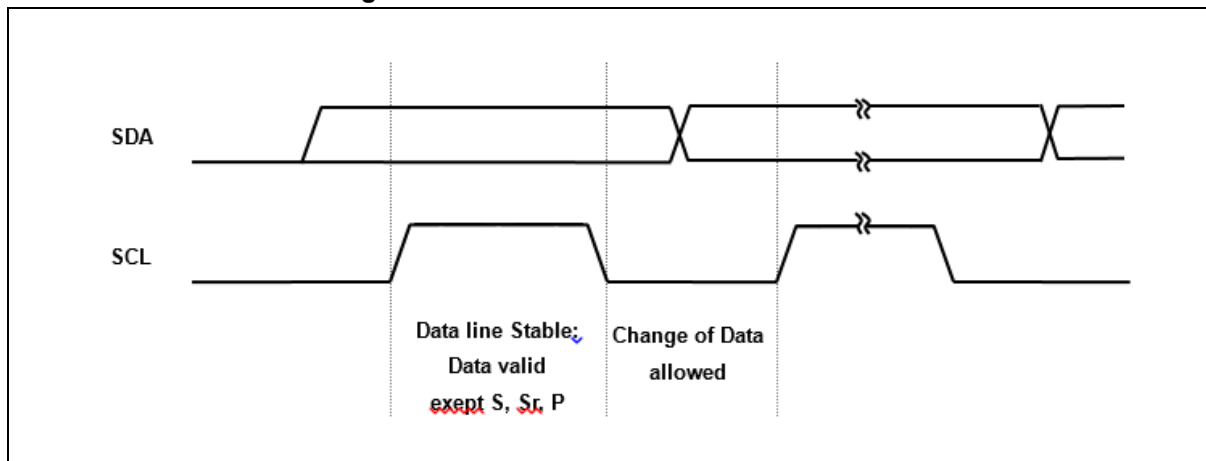 SDA
SCL
Data line Stable;
Data valid
exept S, Sr, P
Change of Data
allowed